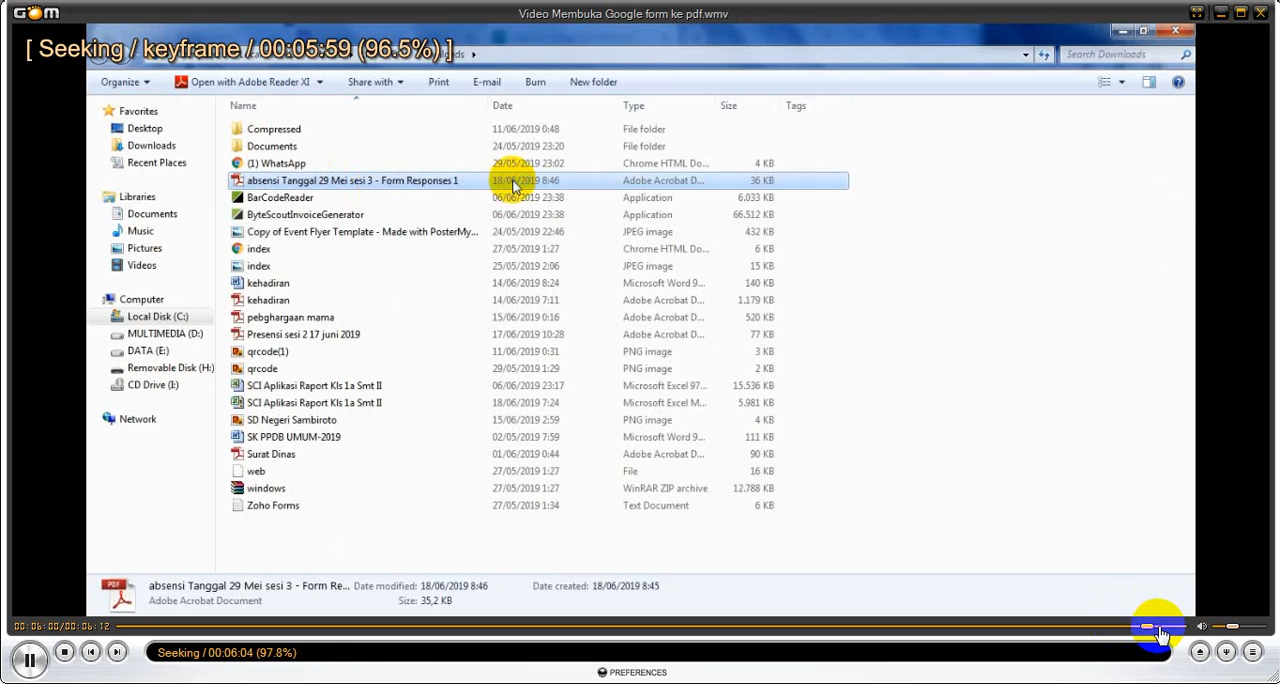 GOM
Video Membuka Google form ke pdf.wmv
[ Seeking / keyframe / 00:05:59 (96.5%) ]
Search Downloads
Organize
Open with Adobe Reader XI
Share with
Print
E-mail
Burn
New folder
Name
Date
Type
Size
Tags
Favorites
Desktop
Downloads
Recent Places
Libraries
Documents
Music
Pictures
Videos
Computer
Local Disk (C:)
MULTIMEDIA (D:)
DATA (E:)
Removable Disk (H:
CD Drive (I:)
Network
Compressed 11/06/2019 0:48 File folder
Documents 24/05/2019 23:20 File folder
(1) WhatsApp 29/05/2019 23:02 Chrome HTML Do... 4 KB
absensi Tanggal 29 Mei sesi 3 - Form Responses 1 18/06/2019 8:46 Adobe Acrobat D... 36 KB
BarCodeReader 06/06/2019 23:38 Application 6.033 KB
ByteScoutInvoiceGenerator 06/06/2019 23:38 Application 66.512 KB
Copy of Event Flyer Template - Made with PosterMy... 24/05/2019 22:46 JPEG image 432 KB
index 27/05/2019 1:27 Chrome HTML Do... 6 KB
index 25/05/2019 2:06 JPEG image 15 KB
kehadiran 14/06/2019 8:24 Microsoft Word 9... 140 KB
kehadiran 14/06/2019 7:11 Adobe Acrobat D... 1.179 KB
pebghargaan mama 15/06/2019 0:16 Adobe Acrobat D... 520 KB
Presensi sesi 2 17 juni 2019 17/06/2019 10:28 Adobe Acrobat D... 77 KB
qrcode(1) 11/06/2019 0:31 PNG image 3 KB
qrcode 29/05/2019 1:29 PNG image 2 KB
SCI Aplikasi Raport Kls 1a Smt II 06/06/2019 23:17 Microsoft Excel 97... 15.536 KB
SCI Aplikasi Raport Kls 1a Smt II 18/06/2019 7:24 Microsoft Excel M... 5.981 KB
SD Negeri Sambiroto 15/06/2019 2:59 PNG image 4 KB
SK PPDB UMUM-2019 02/05/2019 7:59 Microsoft Word 9... 111 KB
Surat Dinas 01/06/2019 0:44 Adobe Acrobat D... 90 KB
web 27/05/2019 1:27 File 16 KB
windows 27/05/2019 1:27 WinRAR ZIP archive 12.788 KB
Zoho Forms 27/05/2019 1:34 Text Document 6 KB
absensi Tanggal 29 Mei sesi 3 - Form Re... Date modified: 18/06/2019 8:46 Date created: 18/06/2019 8:45
Adobe Acrobat Document Size: 35,2 KB
PDF
00:06:00/00:06:12
Seeking / 00:06:04 (97.8%)
PREFERENCES